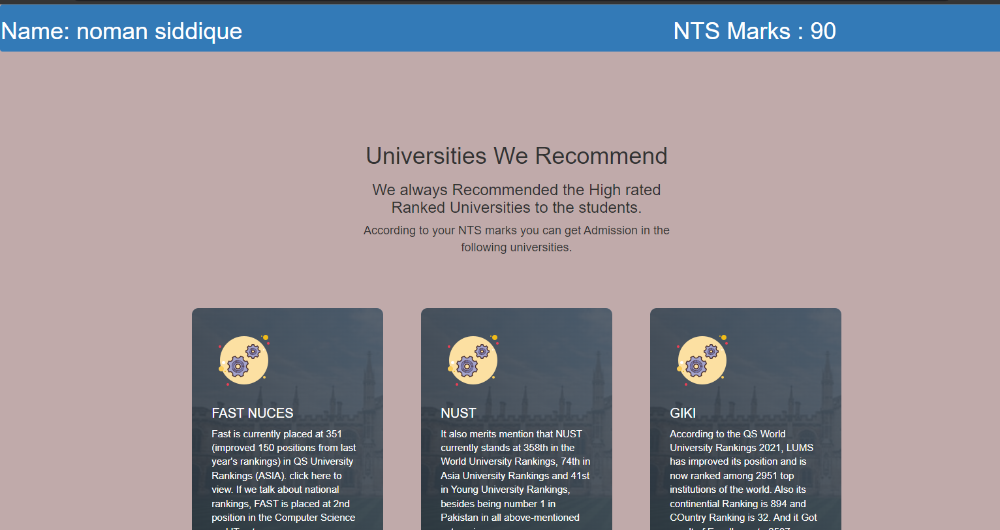 Name: noman siddique
NTS Marks : 90
Universities We Recommend
We always Recommended the High rated
Ranked Universities to the students.
According to your NTS marks you can get Admission in the
following universities.
FAST NUCES
Fast is currently placed at 351
(improved 150 positions from last
year's rankings) in QS University
Rankings (ASIA). click here to
view. If we talk about national
rankings, FAST is placed at 2nd
position in the Computer Science
NUST
It also merits mention that NUST
currently stands at 358th in the
World University Rankings, 74th in
Asia University Rankings and 41st
in Young University Rankings,
besides being number 1 in
Pakistan in all above-mentioned
GIKI
According to the QS World
University Rankings 2021, LUMS
has improved its position and is
now ranked among 2951 top
institutions of the world. Also its
continential Ranking is 894 and
COuntry Ranking is 32. And it Got